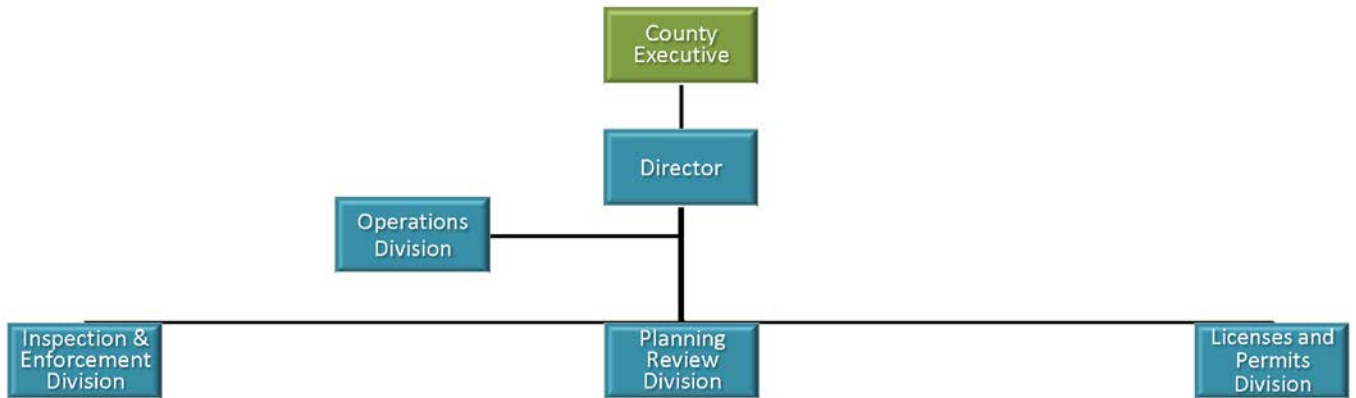 County
Executive
Director
Operations
Division
Inspection &
Enforcement
Division
Planning
Review
Division
Licenses and
Permits
Division